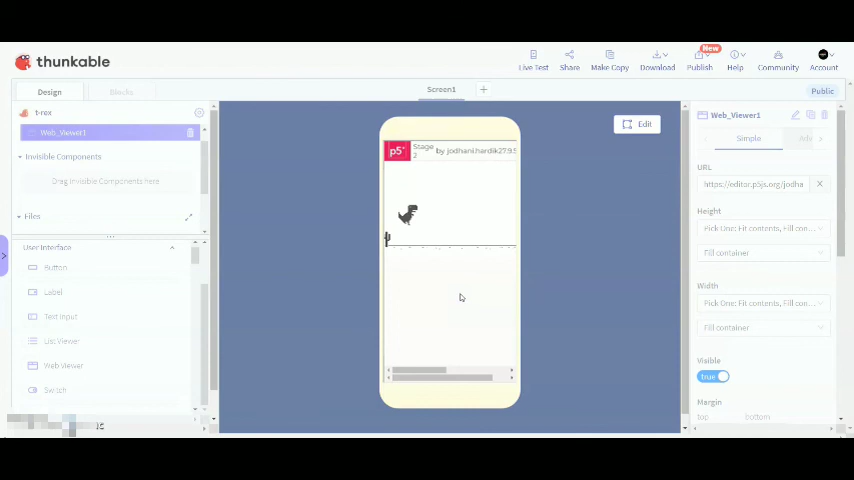 thunkable
Live Test
Share
Make Copy
Download
New
Publish
Help
Community
Account
Design
Blocks
Screen1
+
Public
t-rex
Web_Viewer1
Invisible Components
Drag Invisible Components here
Files
User Interface
Button
Label
Text Input
List Viewer
Web Viewer
Switch
Edit
p5*
Stage
2
by jodhani.hardik27.9.5
Web_Viewer1
Simple
URL
https://editor.p5js.org/jodha
Height
Pick One: Fit contents, Fill con...
Fill container
Width
Pick One: Fit contents, Fill con...
Fill container
Visible
true
Margin
top bottom